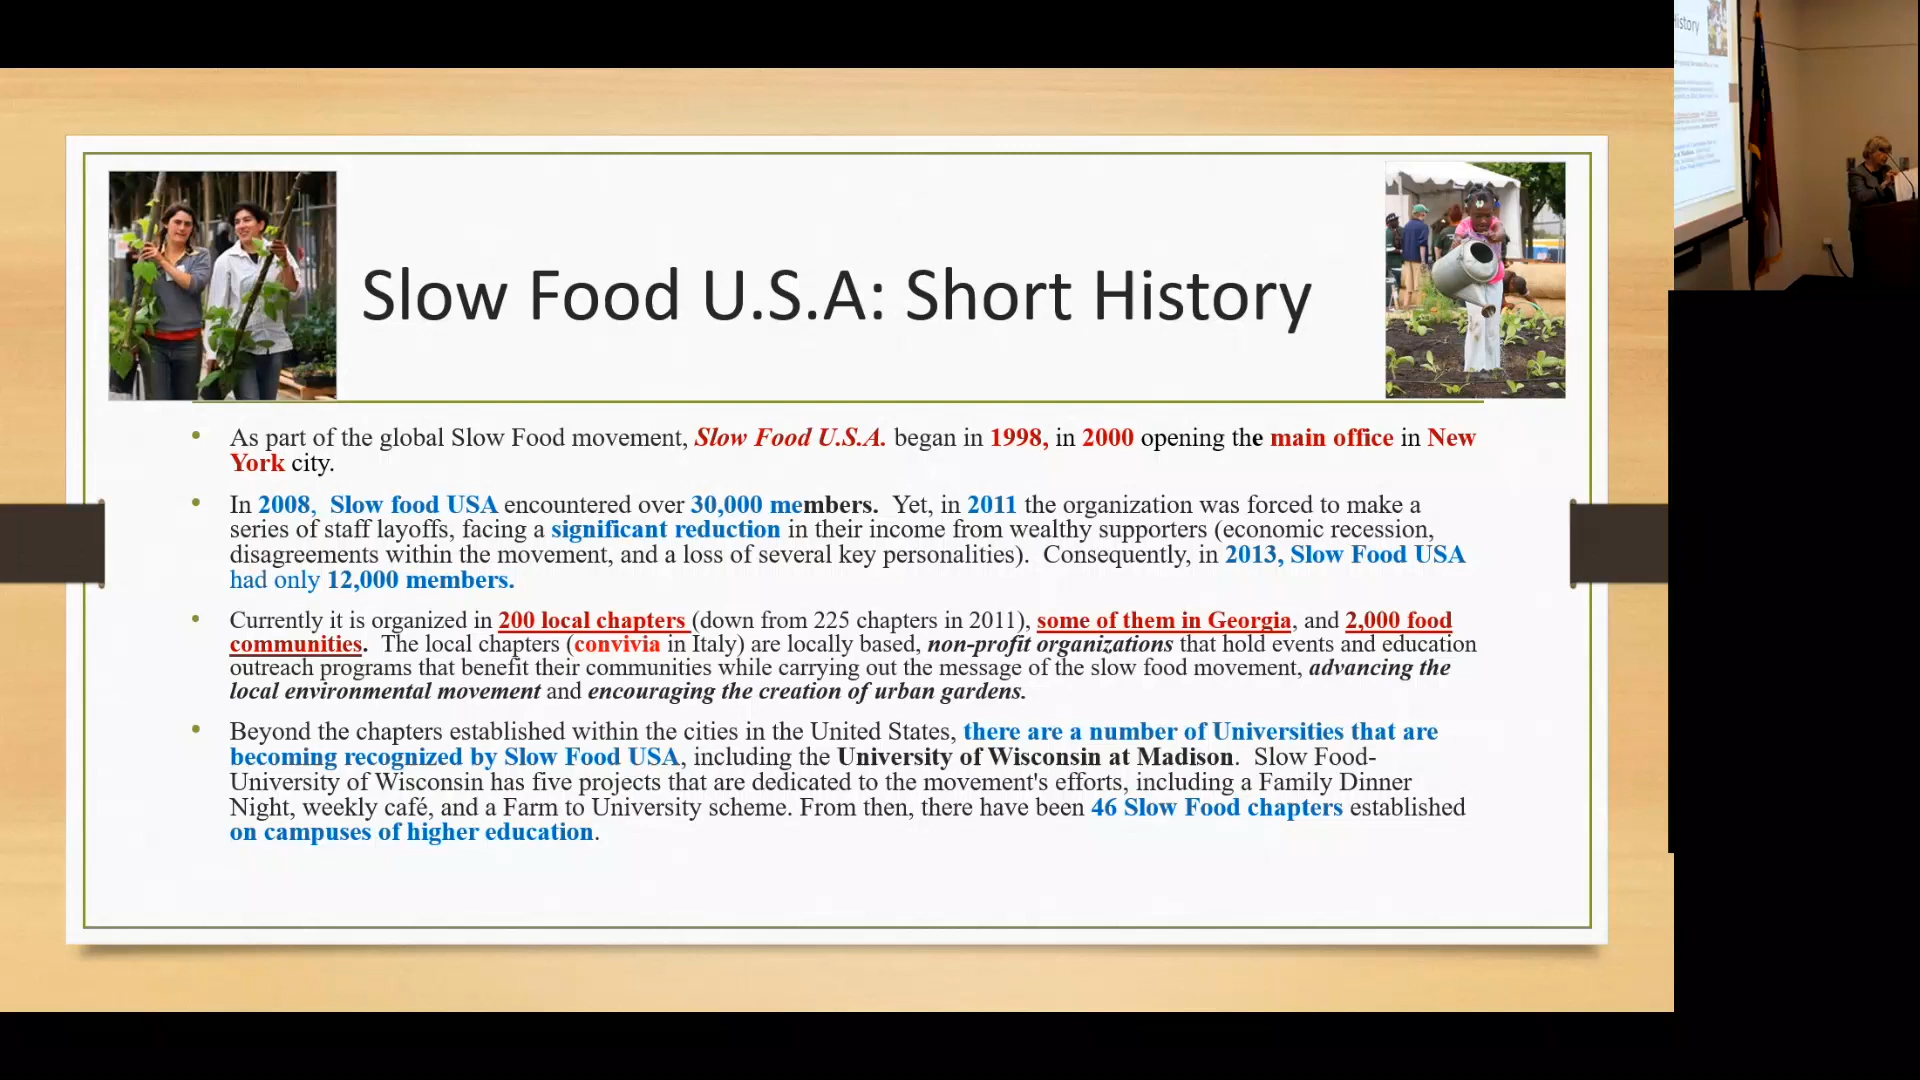 Slow Food U.S.A: Short History
• As part of the global Slow Food movement, Slow Food U.S.A. began in 1998, in 2000 opening the main office in New
York city.
• In 2008,  Slow food USA encountered over 30,000 members.  Yet, in 2011 the organization was forced to make a
series of staff layoffs, facing a significant reduction in their income from wealthy supporters (economic recession,
disagreements within the movement, and a loss of several key personalities).  Consequently, in 2013, Slow Food USA
had only 12,000 members.
• Currently it is organized in 200 local chapters (down from 225 chapters in 2011), some of them in Georgia, and 2,000 food
communities.  The local chapters (convivia in Italy) are locally based, non-profit organizations that hold events and education
outreach programs that benefit their communities while carrying out the message of the slow food movement, advancing the
local environmental movement and encouraging the creation of urban gardens.
• Beyond the chapters established within the cities in the United States, there are a number of Universities that are
becoming recognized by Slow Food USA, including the University of Wisconsin at Madison.  Slow Food-
University of Wisconsin has five projects that are dedicated to the movement's efforts, including a Family Dinner
Night, weekly café, and a Farm to University scheme. From then, there have been 46 Slow Food chapters established
on campuses of higher education.
History